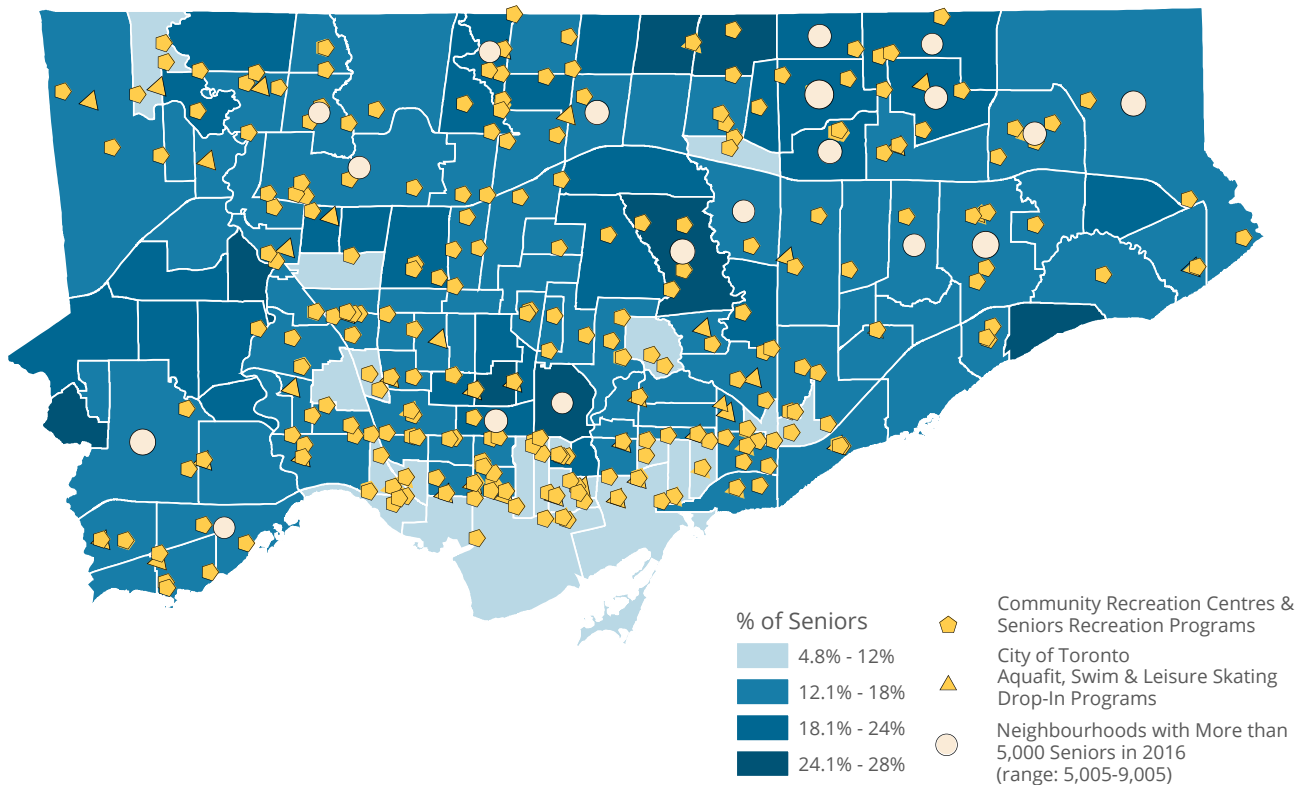 % of Seniors
4.8% - 12%
12.1% - 18%
18.1% - 24%
24.1% - 28%
Community Recreation Centres &
Seniors Recreation Programs
City of Toronto
Aquafit, Swim & Leisure Skating
Drop-In Programs
Neighbourhoods with More than
5,000 Seniors in 2016
(range: 5,005-9,005)